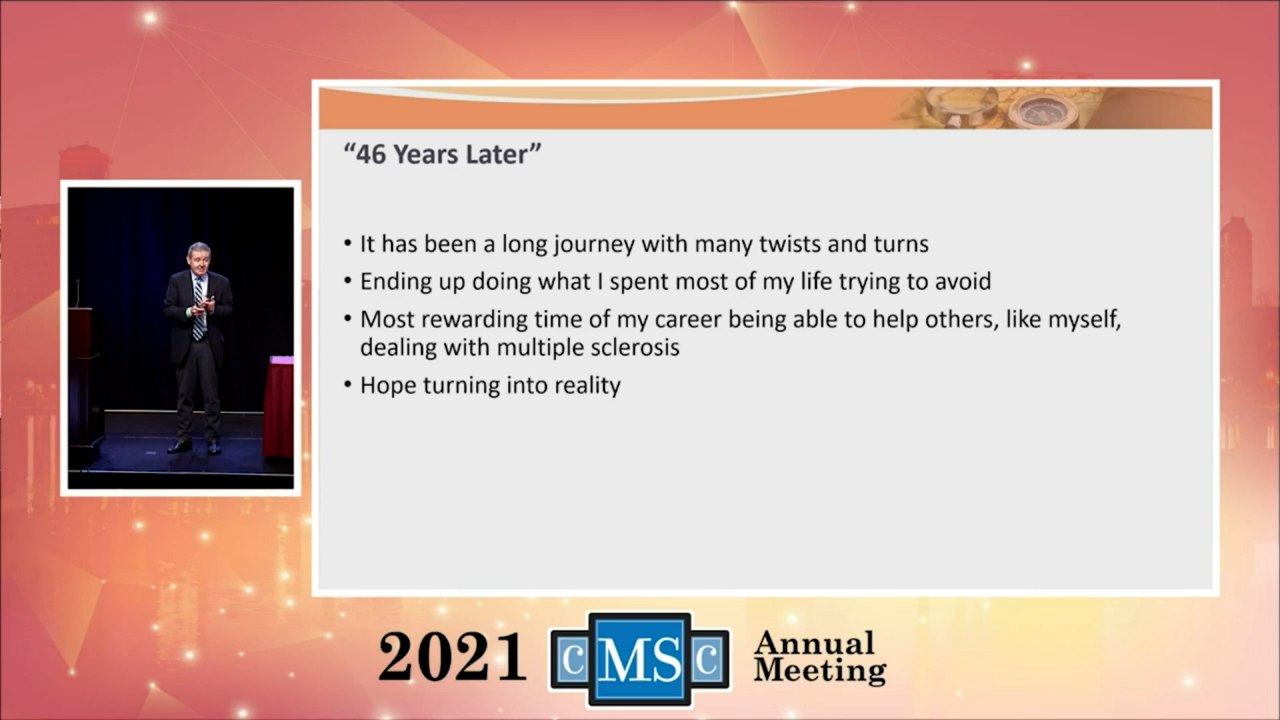 “46 Years Later”
• It has been a long journey with many twists and turns
• Ending up doing what I spent most of my life trying to avoid
• Most rewarding time of my career being able to help others, like myself,
dealing with multiple sclerosis
• Hope turning into reality
2021 CMSC Annual
Meeting